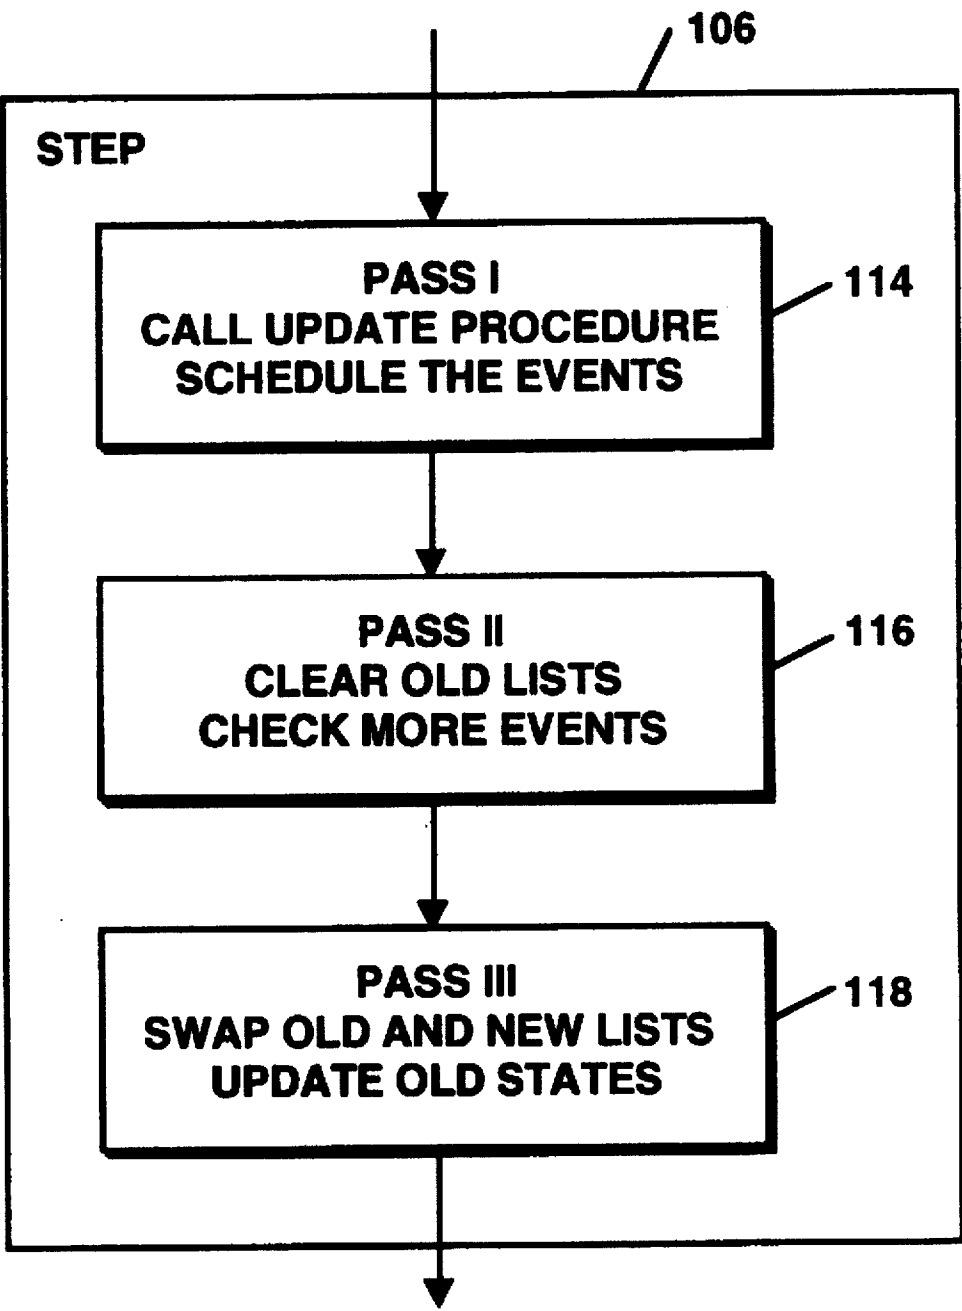 106
STEP
PASS I
CALL UPDATE PROCEDURE
SCHEDULE THE EVENTS
114
PASS II
CLEAR OLD LISTS
CHECK MORE EVENTS
116
PASS III
SWAP OLD AND NEW LISTS
UPDATE OLD STATES
118